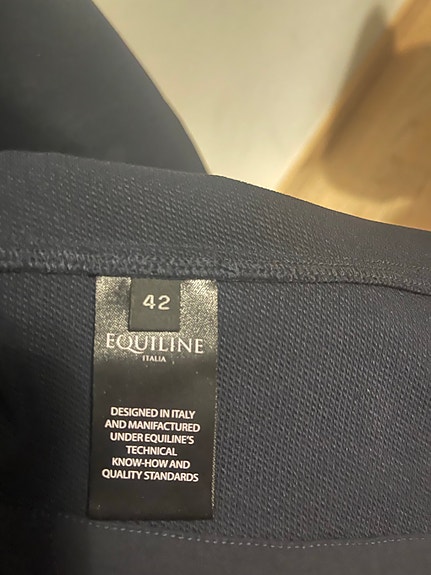 42
EQUILINE
ITALIA
DESIGNED IN ITALY
AND MANIFACTURED
UNDER EQUILINE'S
TECHNICAL
KNOW-HOW AND
QUALITY STANDARDS